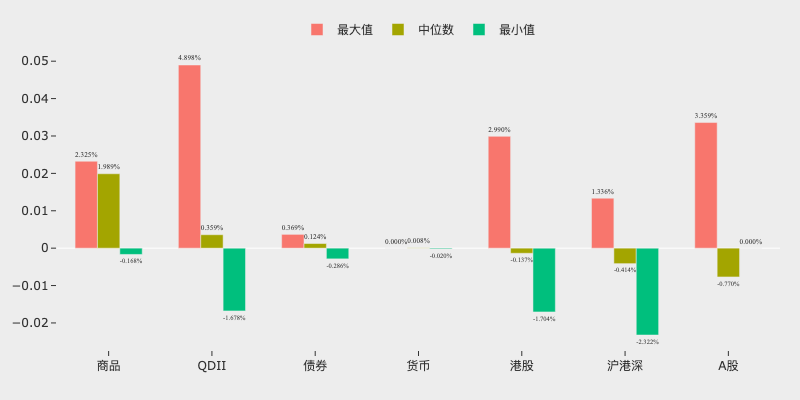 最大值 中位数 最小值
0.05
0.04
0.03
0.02
0.01
0
−0.01
−0.02
2.325% 1.989% -0.168%
4.898% 0.359% -1.678%
0.369% 0.124% -0.286%
0.000% 0.008% -0.020%
2.990% -0.137% -1.704%
1.336% -0.414% -2.322%
3.359% -0.770% 0.000%
商品 QDII 债券 货币 港股 沪港深 A股